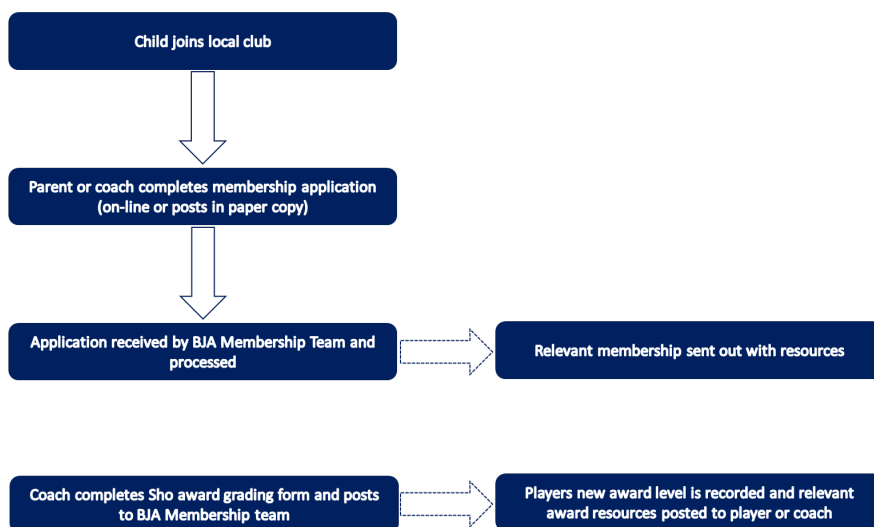 Child joins local club
Parent or coach completes membership application
(on-line or posts in paper copy)
Application received by BJA Membership Team and
processed
Relevant membership sent out with resources
Coach completes Sho award grading form and posts
to BJA Membership team
Players new award level is recorded and relevant
award resources posted to player or coach